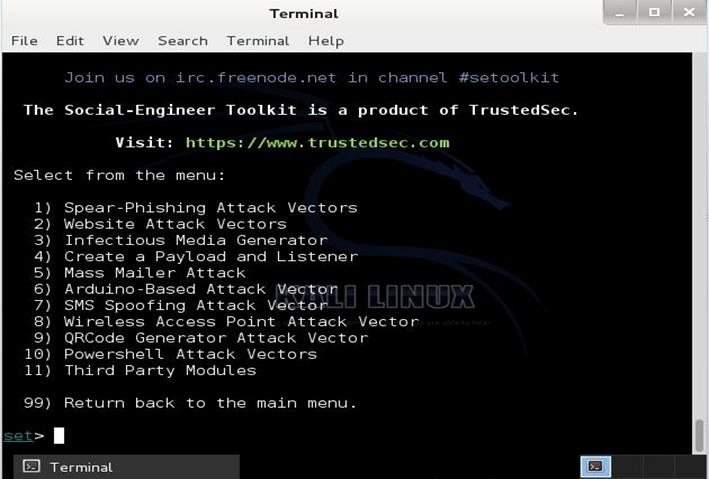 Terminal
File Edit View Search Terminal Help
Join us on irc.freenode.net in channel #setoolkit
The Social-Engineer Toolkit is a product of TrustedSec.
Visit: https://www.trustedsec.com
Select from the menu:
1) Spear-Phishing Attack Vectors
2) Website Attack Vectors
3) Infectious Media Generator
4) Create a Payload and Listener
5) Mass Mailer Attack
6) Arduino-Based Attack Vector
7) SMS Spoofing Attack Vector
8) Wireless Access Point Attack Vector
9) QRCode Generator Attack Vector
10) Powershell Attack Vectors
11) Third Party Modules
KALI LINUX
are able to hear
99) Return back to the main menu.
set>
Terminal